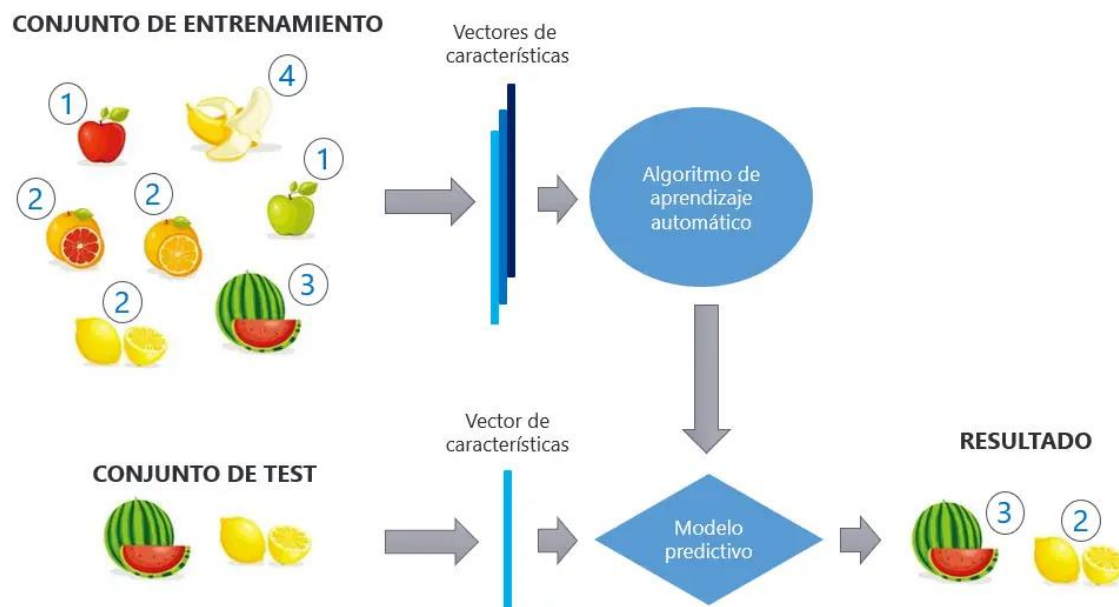 CONJUNTO DE ENTRENAMIENTO
Vectores de
características
4
1
1
2
2
3
2
Algoritmo de
aprendizaje
automático
Vector de
características
RESULTADO
CONJUNTO DE TEST
Modelo
predictivo
3
2